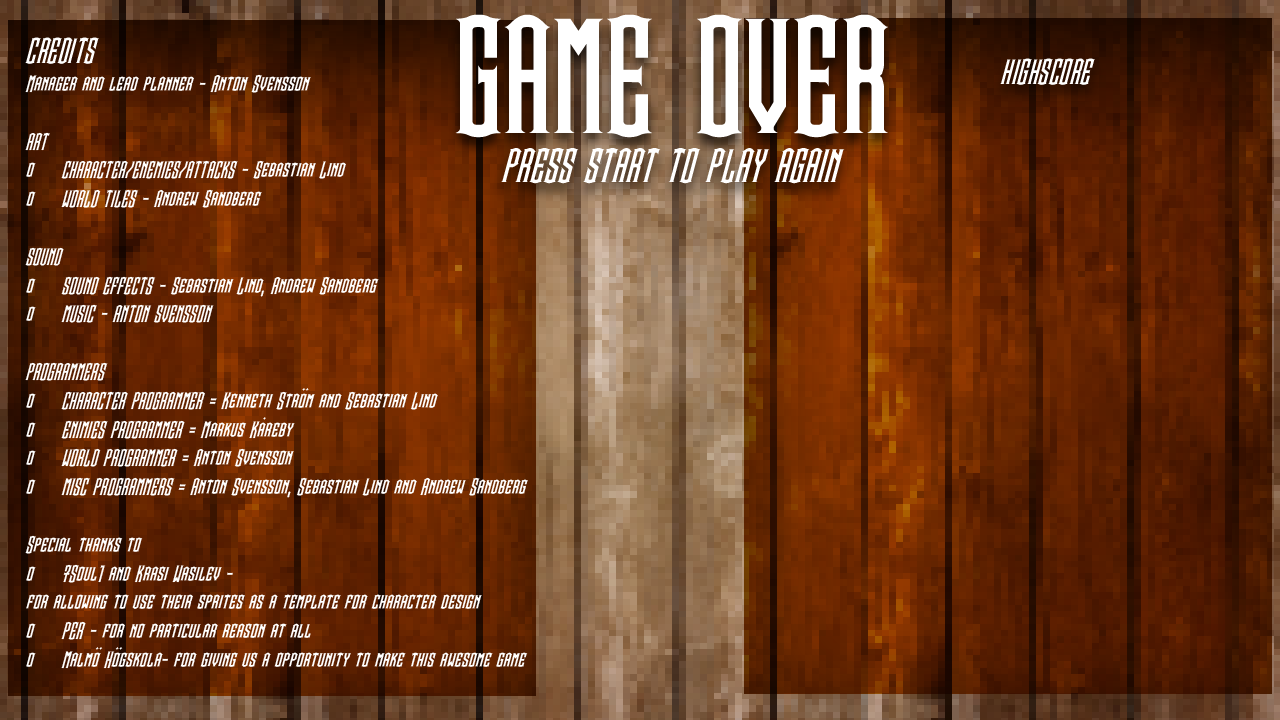 GAME OVER
PRESS START TO PLAY AGAIN
CREDITS
Manager and lead planner - Anton Svensson
ART
CHARACTER/ENEMIES/ATTACKS - Sebastian Lind
WORLD TILES - Andrew Sandberg
SOUND
SOUND EFFECTS - Sebastian Lind, Andrew Sandberg
MUSIC - ANTON SVENSSON
PROGRAMMERS
CHARACTER PROGRAMMER = Kenneth Ström and Sebastian Lind
ENIMIES PROGRAMMER = Markus Kåreby
WORLD PROGRAMMER = Anton Svensson
MISC PROGRAMMERS = Anton Svensson, Sebastian Lind and Andrew Sandberg
Special thanks to
?Soul] and Krasi Wasilev -
for allowing to use their sprites as a template for character design
PER - for no particular reason at all
Malmö Högskola- for giving us a opportunity to make this awesome game
HIGHSCORE